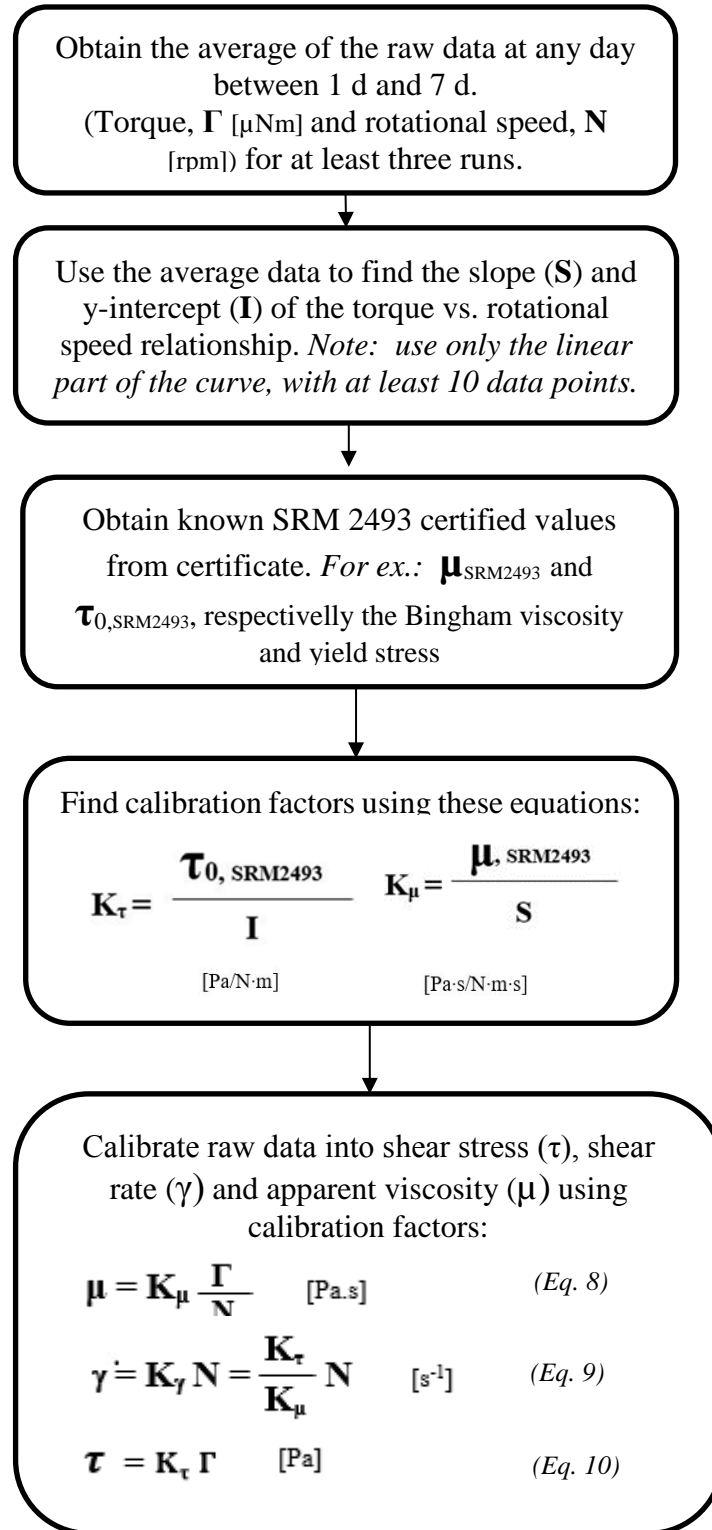 Obtain the average of the raw data at any day
between 1 d and 7 d.
(Torque, Γ [µNm] and rotational speed, N
[rpm]) for at least three runs.
Use the average data to find the slope (S) and
y-intercept (I) of the torque vs. rotational
speed relationship. Note: use only the linear
part of the curve, with at least 10 data points.
Obtain known SRM 2493 certified values
from certificate. For ex.: μSRM2493 and
τ0,SRM2493, respectivelly the Bingham viscosity
and yield stress
Find calibration factors using these equations:
Kτ = τ0, SRM2493 / I Kμ = μ, SRM2493 / S
[Pa/N·m] [Pa·s/N·m·s]
Calibrate raw data into shear stress (τ), shear
rate (γ) and apparent viscosity (μ) using
calibration factors:
μ = Kμ Γ / N [Pa.s] (Eq. 8)
γ̇ = Kγ N = Kτ / Kμ N [s⁻¹] (Eq. 9)
τ = Kτ Γ [Pa] (Eq. 10)